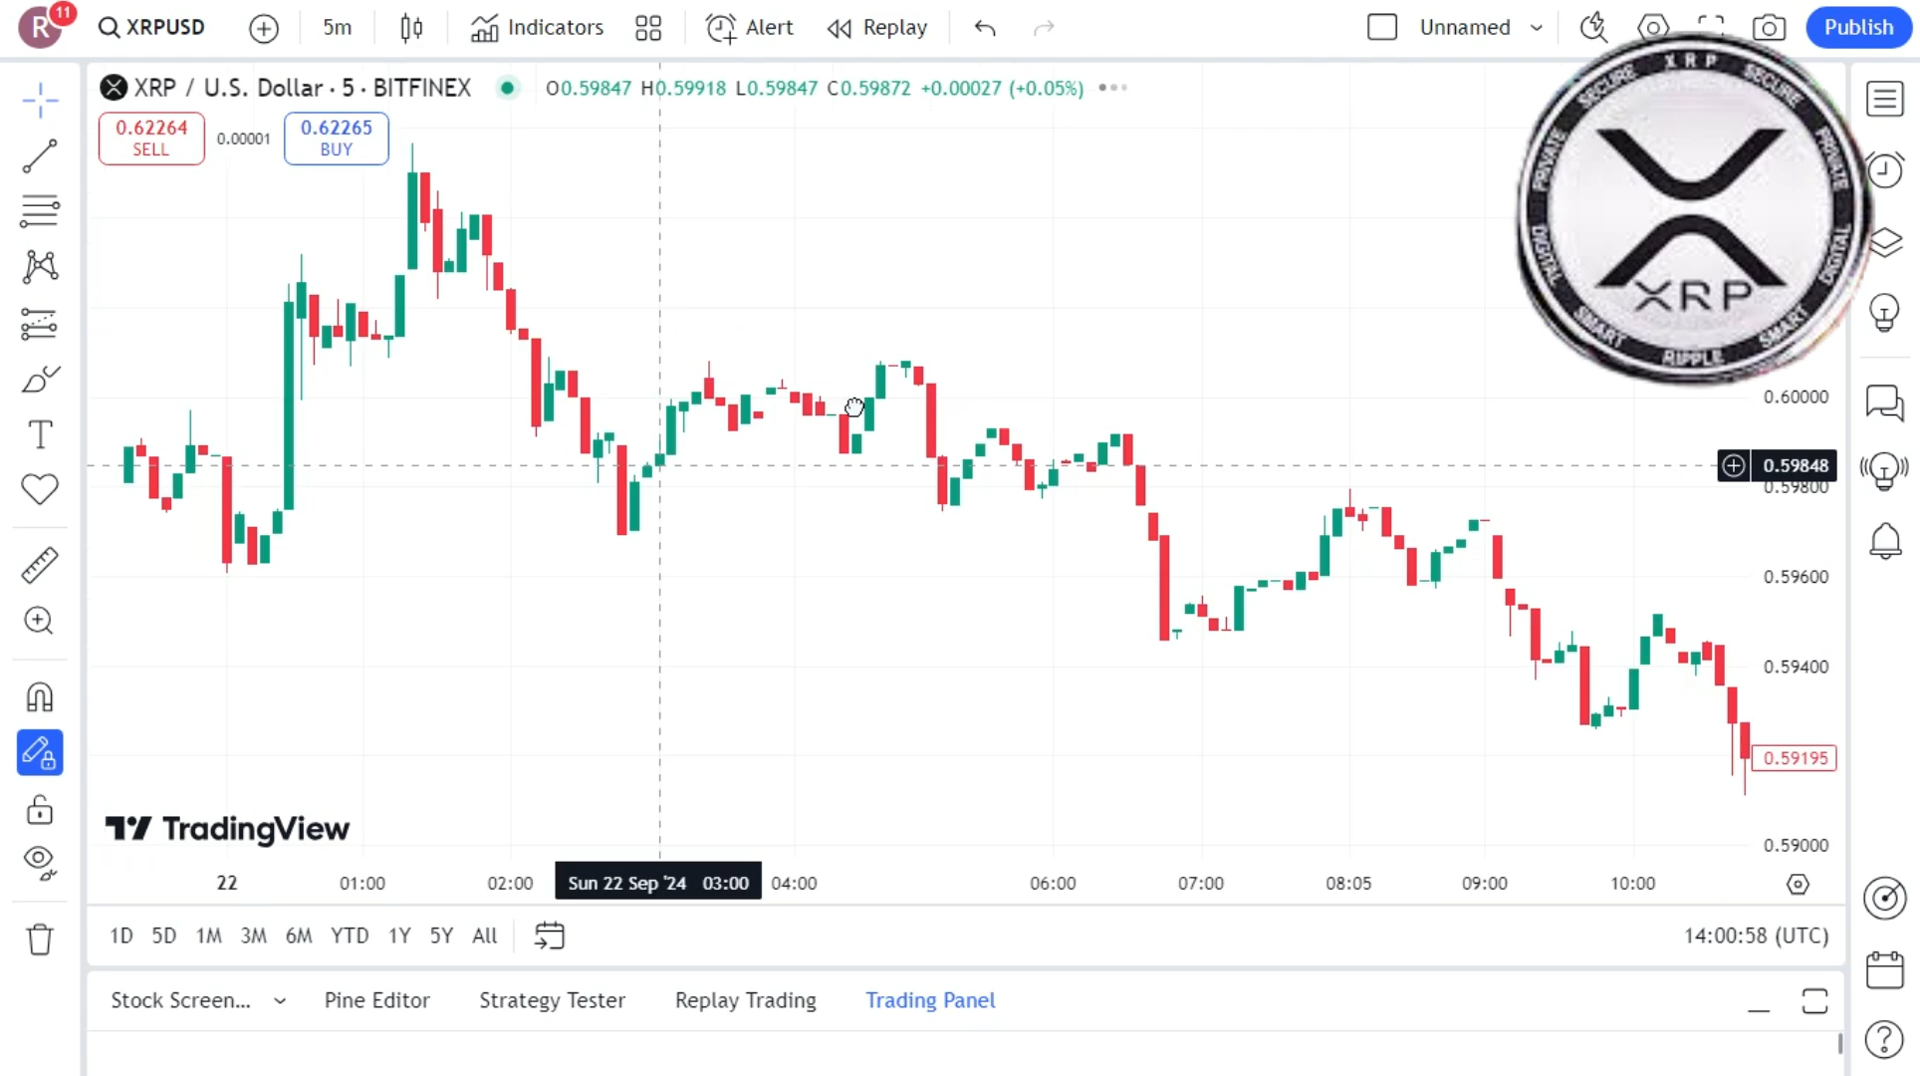 R 11 XRPUSD 5m Indicators Alert Replay Unnamed Publish
XRP / U.S. Dollar · 5 · BITFINEX O0.59847 H0.59918 L0.59847 C0.59872 +0.00027 (+0.05%)
0.62264
SELL
0.00001
0.62265
BUY
XRP
SECURE
SECURE
PRIVATE
PRIVATE
DIGITAL
DIGITAL
XRP
SMART
SMART
RIPPLE
0.60000
0.59848
0.59800
0.59600
0.59400
0.59195
0.59000
TradingView
22 01:00 02:00 Sun 22 Sep '24 03:00 04:00 06:00 07:00 08:05 09:00 10:00
1D 5D 1M 3M 6M YTD 1Y 5Y All 14:00:58 (UTC)
Stock Screen... Pine Editor Strategy Tester Replay Trading Trading Panel